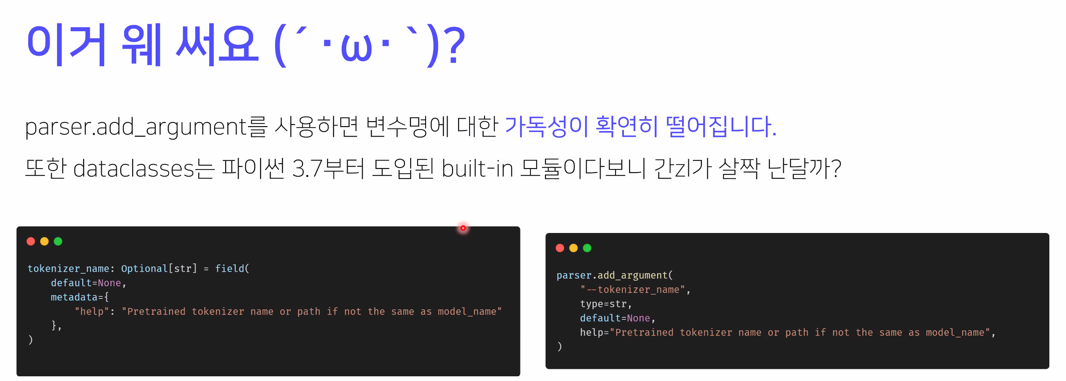 이거 웨 써요 (´･ω･`)?
parser.add_argument를 사용하면 변수명에 대한 가독성이 확연히 떨어집니다.
또한 dataclasses는 파이썬 3.7부터 도입된 built-in 모듈이다보니 간zl가 살짝 난달까?
tokenizer_name: Optional[str] = field(
    default=None,
    metadata={
        "help": "Pretrained tokenizer name or path if not the same as model_name"
    },
)
parser.add_argument(
    "--tokenizer_name",
    type=str,
    default=None,
    help="Pretrained tokenizer name or path if not the same as model_name",
)